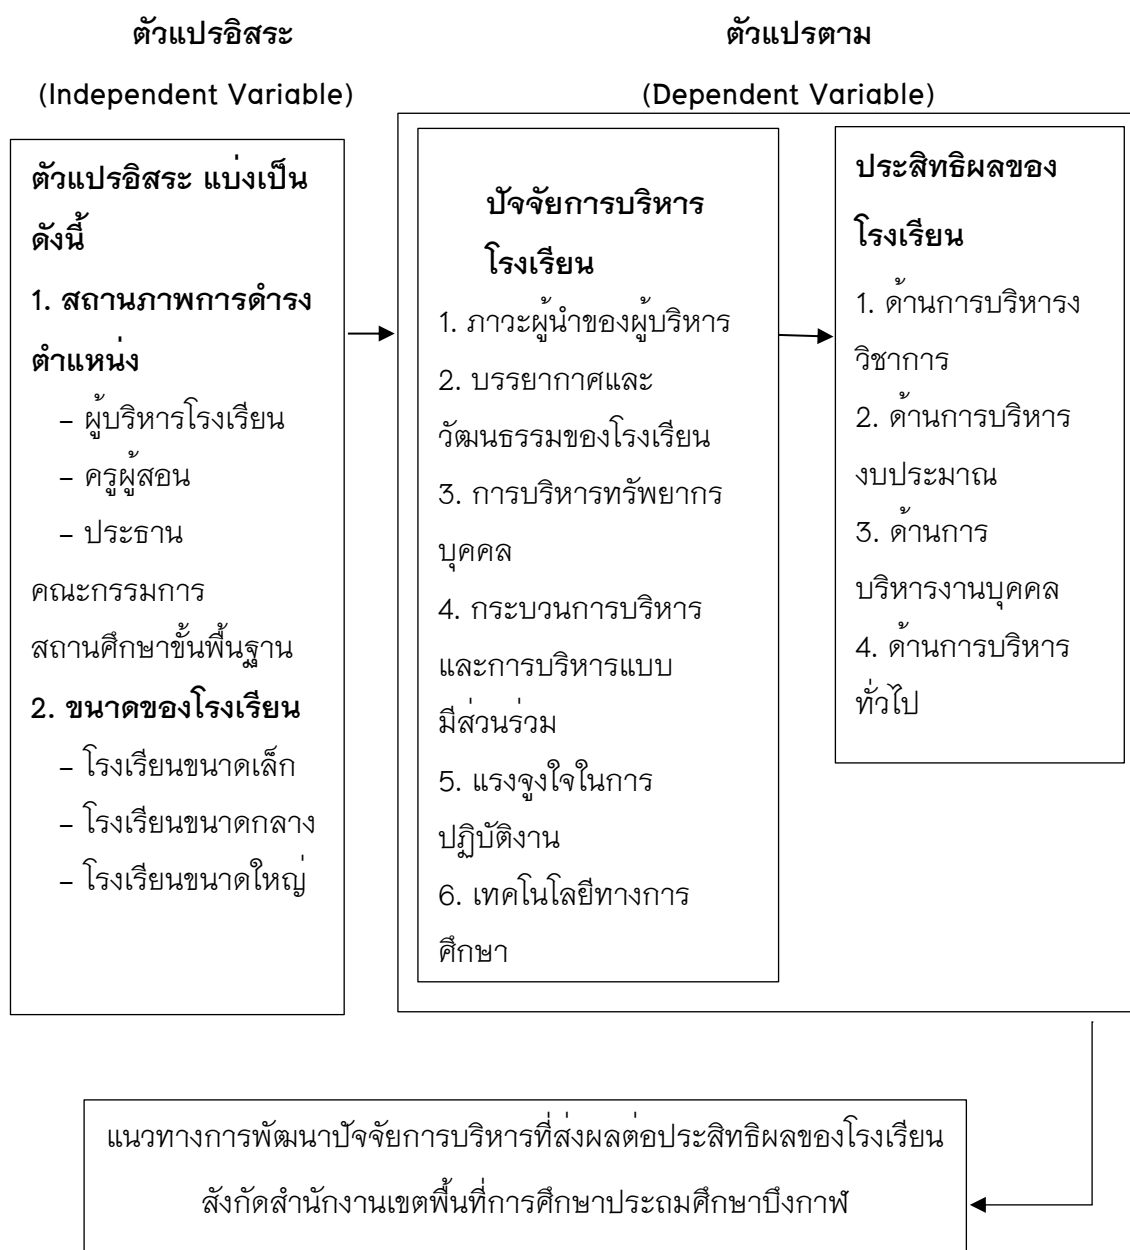 ตัวแปรอิสระ
(Independent Variable)
ตัวแปรตาม
(Dependent Variable)
ตัวแปรอิสระ แบ่งเป็น
ดังนี้
1. สถานภาพการดำรง
ตำแหน่ง
– ผู้บริหารโรงเรียน
– ครูผู้สอน
– ประธาน
คณะกรรมการ
สถานศึกษาขั้นพื้นฐาน
2. ขนาดของโรงเรียน
– โรงเรียนขนาดเล็ก
– โรงเรียนขนาดกลาง
– โรงเรียนขนาดใหญ่
ปัจจัยการบริหาร
โรงเรียน
1. ภาวะผู้นำของผู้บริหาร
2. บรรยากาศและ
วัฒนธรรมของโรงเรียน
3. การบริหารทรัพยากร
บุคคล
4. กระบวนการบริหาร
และการบริหารแบบ
มีส่วนร่วม
5. แรงจูงใจในการ
ปฏิบัติงาน
6. เทคโนโลยีทางการ
ศึกษา
ประสิทธิผลของ
โรงเรียน
1. ด้านการบริหารง
วิชาการ
2. ด้านการบริหาร
งบประมาณ
3. ด้านการ
บริหารงานบุคคล
4. ด้านการบริหาร
ทั่วไป
แนวทางการพัฒนาปัจจัยการบริหารที่ส่งผลต่อประสิทธิผลของโรงเรียน
สังกัดสำนักงานเขตพื้นที่การศึกษาประถมศึกษาบึงกาฬ